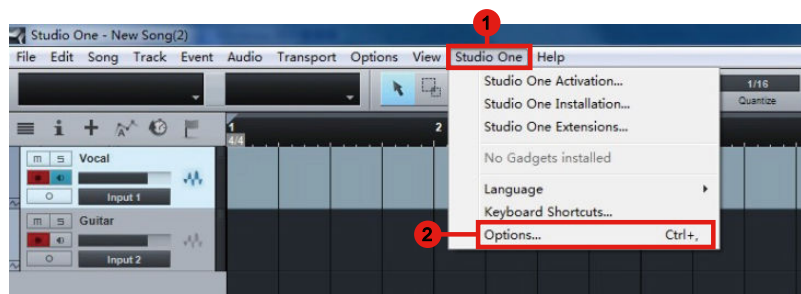 1
Studio One - New Song(2)
File Edit Song Track Event Audio Transport Options View Studio One Help
Studio One Activation...
1/16
Studio One Installation...
Quantize
i
A
1
2
Studio One Extensions...
4/4
m S Vocal
No Gadgets installed
Input 1
Language
Keyboard Shortcuts...
m S Guitar
2
Options... Ctrl+,
Input 2